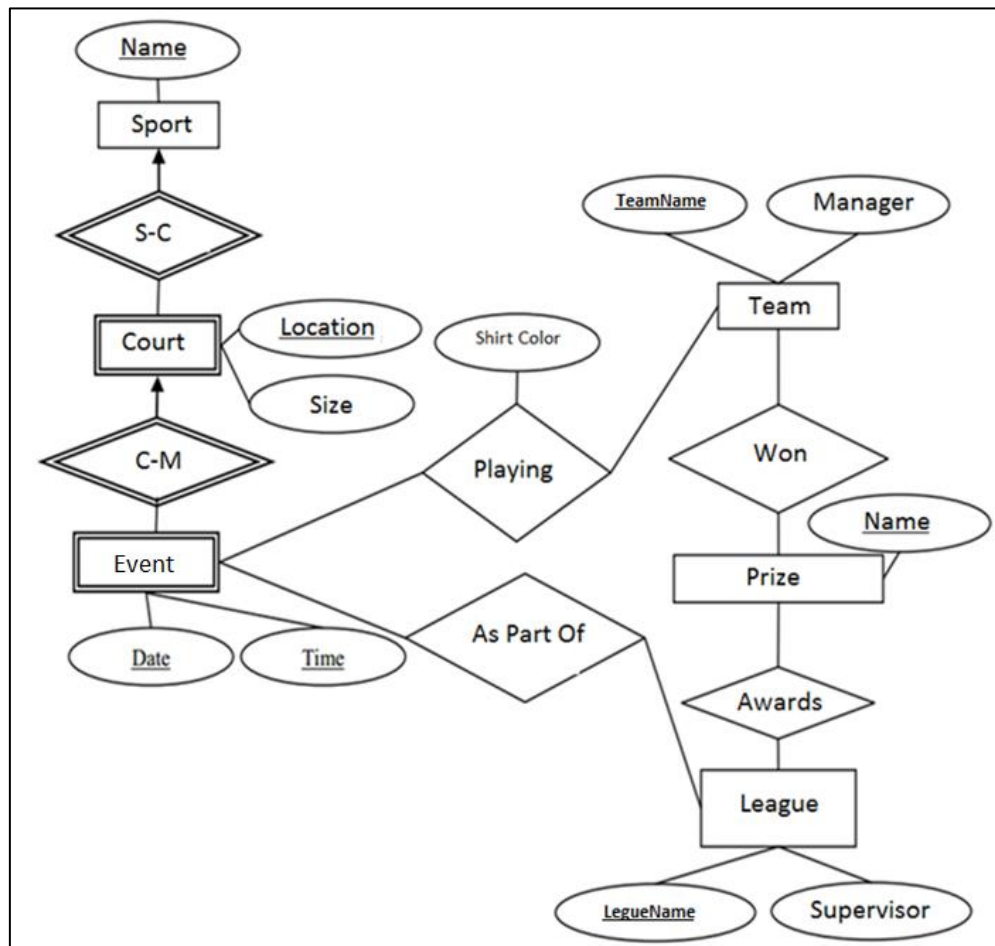 Name
Sport
S-C
Court
Location
Size
C-M
Event
Date
Time
Shirt Color
Playing
As Part Of
TeamName
Manager
Team
Won
Name
Prize
Awards
League
LegueName
Supervisor